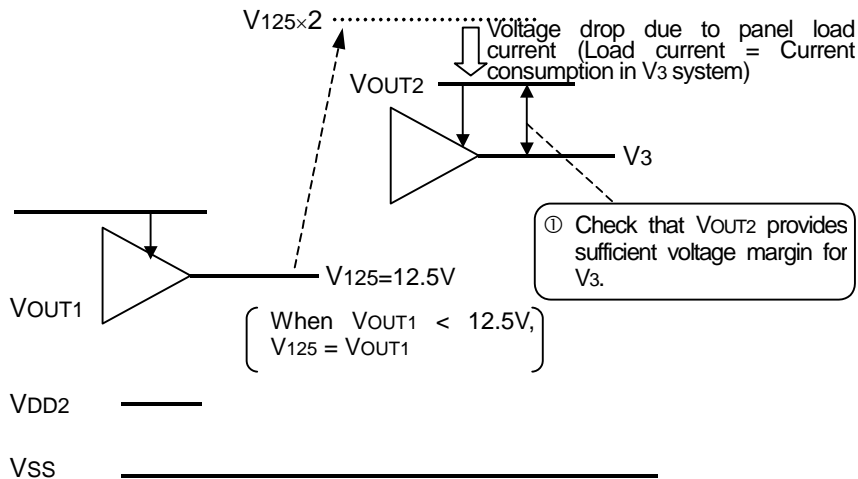 V125×2
Voltage drop due to panel load
current (Load current = Current
consumption in V3 system)
VOUT2
V3
① Check that VOUT2 provides
sufficient voltage margin for
V3.
V125=12.5V
VOUT1
When VOUT1 < 12.5V,
V125 = VOUT1
VDD2
VSS